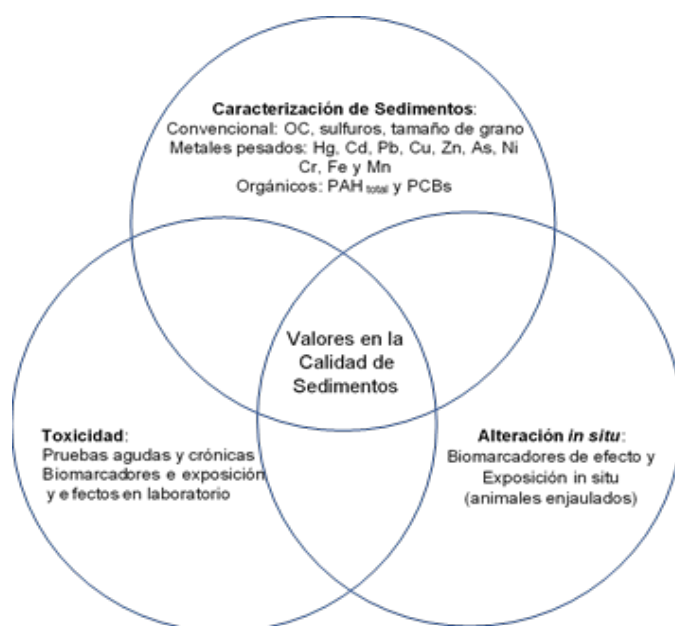 Caracterización de Sedimentos:
Convencional: OC, sulfuros, tamaño de grano
Metales pesados: Hg, Cd, Pb, Cu, Zn, As, Ni
Cr, Fe y Mn
Orgánicos: PAH total y PCBs
Valores en la
Calidad de
Sedimentos
Toxicidad:
Pruebas agudas y crónicas
Biomarcadores e exposición
y efectos en laboratorio
Alteración in situ:
Biomarcadores de efecto y
Exposición in situ
(animales enjaulados)